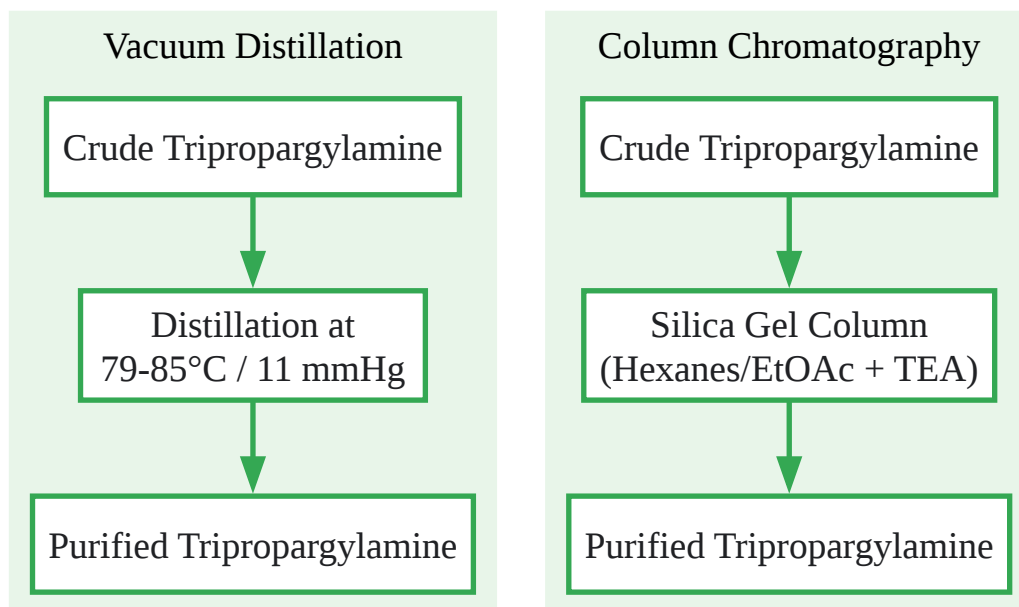 Vacuum Distillation
Crude Tripropargylamine
Distillation at
79-85°C / 11 mmHg
Purified Tripropargylamine
Column Chromatography
Crude Tripropargylamine
Silica Gel Column
(Hexanes/EtOAc + TEA)
Purified Tripropargylamine